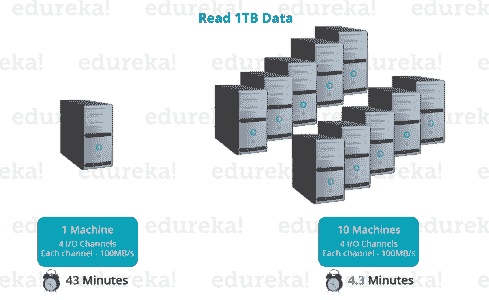 Read 1TB Data
edureka!
1 Machine
4 I/O Channels
Each channel - 100MB/s
43 Minutes
10 Machines
4 I/O Channels
Each channel - 100MB/s
4.3 Minutes